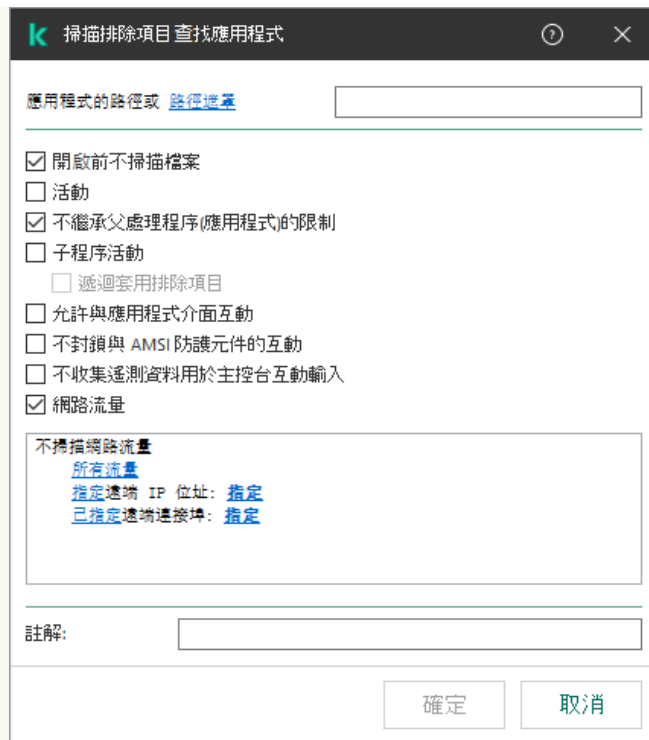 掃描排除項目查找應用程式
應用程式的路徑或 路徑遮罩
開啟前不掃描檔案
活動
不繼承父處理程序(應用程式)的限制
子程序活動
遞迴套用排除項目
允許與應用程式介面互動
不封鎖與 AMSI 防護元件的互動
不收集遙測資料用於主控台互動輸入
網路流量
不掃描網路流量
所有流量
指定遠端 IP 位址: 指定
已指定遠端連接埠: 指定
註解:
確定 取消